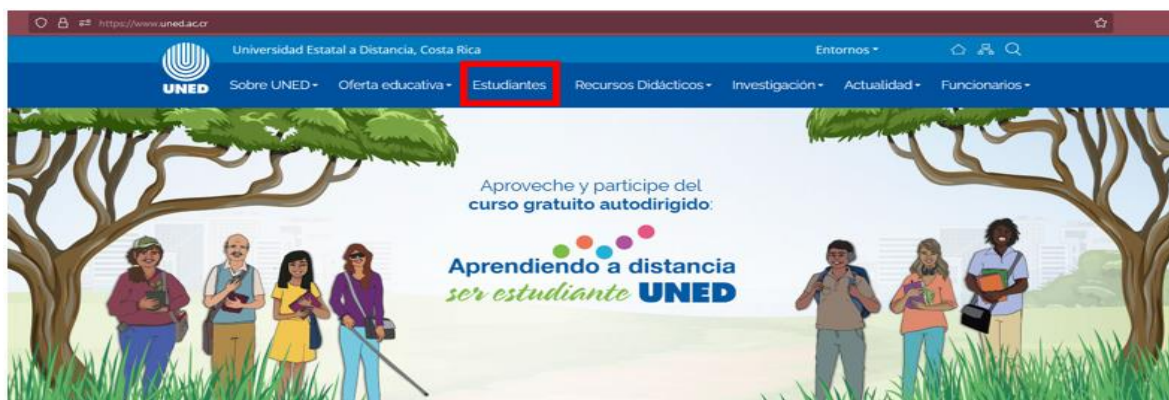 https://www.uned.ac.cr
Universidad Estatal a Distancia, Costa Rica
Entornos
UNED
Sobre UNED
Oferta educativa
Estudiantes
Recursos Didácticos
Investigación
Actualidad
Funcionarios
Aproveche y participe del
curso gratuito autodirigido:
Aprendiendo a distancia
ser estudiante UNED